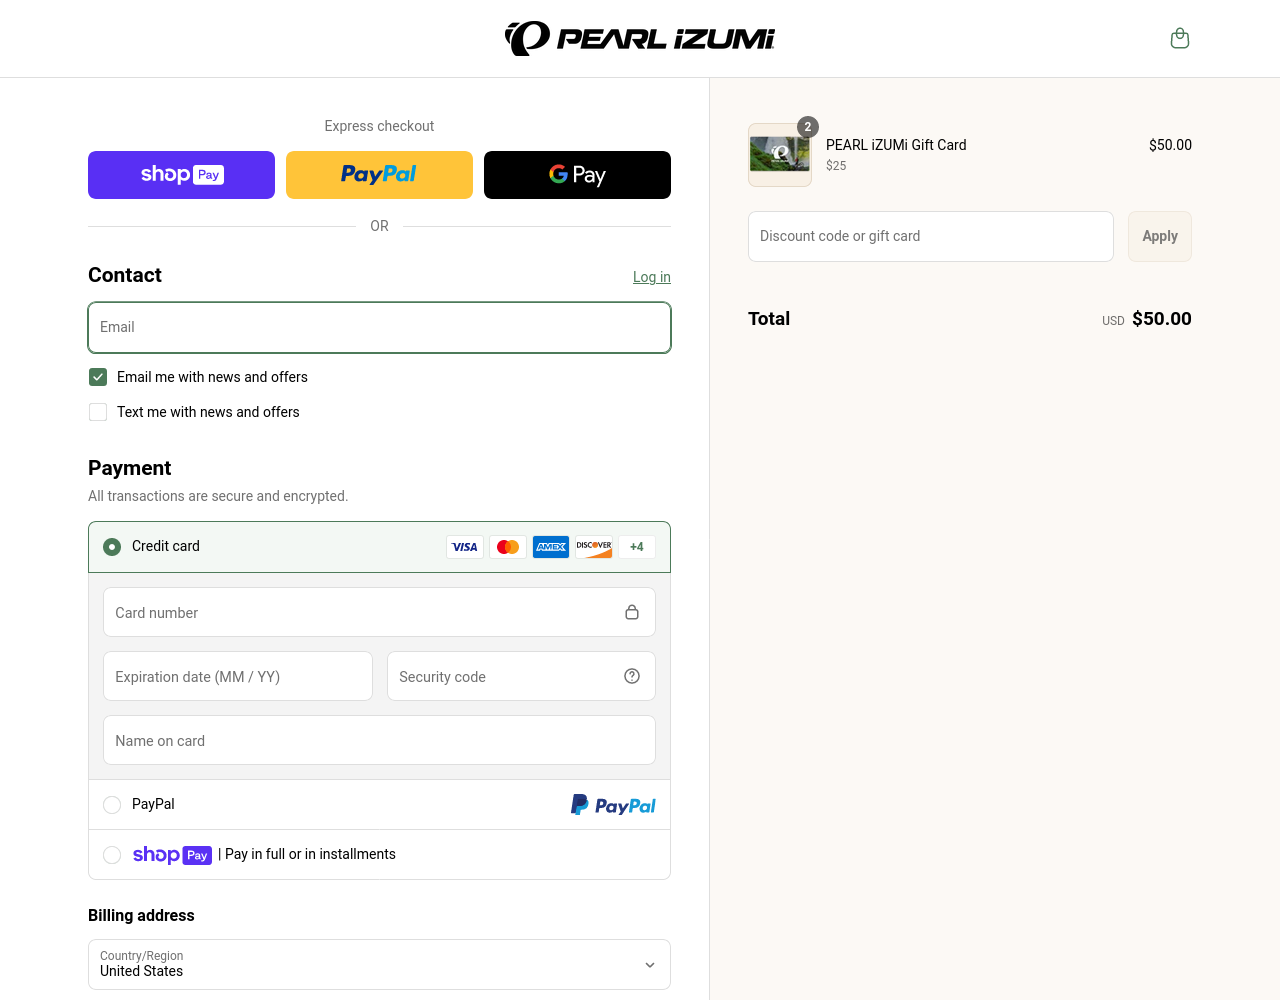 PEARL iZUMi
Express checkout
shop Pay
PayPal
G Pay
OR
Contact
Log in
Email
Email me with news and offers
Text me with news and offers
Payment
All transactions are secure and encrypted.
Credit card
VISA
AMEX
DISCOVER
+4
Card number
Expiration date (MM / YY)
Security code
Name on card
PayPal
PayPal
shop Pay | Pay in full or in installments
Billing address
Country/Region
United States
2
PEARL iZUMi Gift Card
$50.00
$25
Discount code or gift card
Apply
Total
USD $50.00